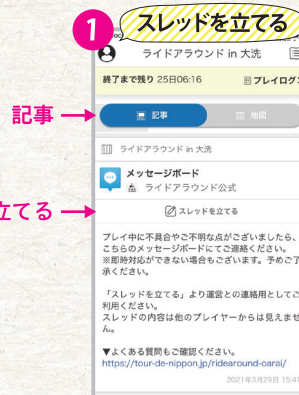 1 スレッドを立てる
ライドアラウンド in 大洗
終了まで残り 25日06:16
プレイログ
記事
記事
地図
ライドアラウンド in 大洗
メッセージボード
ライドアラウンド公式
立てる
スレッドを立てる
プレイ中に不具合やご不明な点がございましたら、
こちらのメッセージボードにてご連絡ください。
※即時対応ができない場合もございます。予めご了
承ください。
「スレッドを立てる」より運営との連絡用としてご
利用ください。
スレッドの内容は他のプレイヤーからは見えませ
ん。
▼よくある質問もご確認ください。
https://tour-de-nippon.jp/ridearound-oarai/
2021年3月29日 15:41